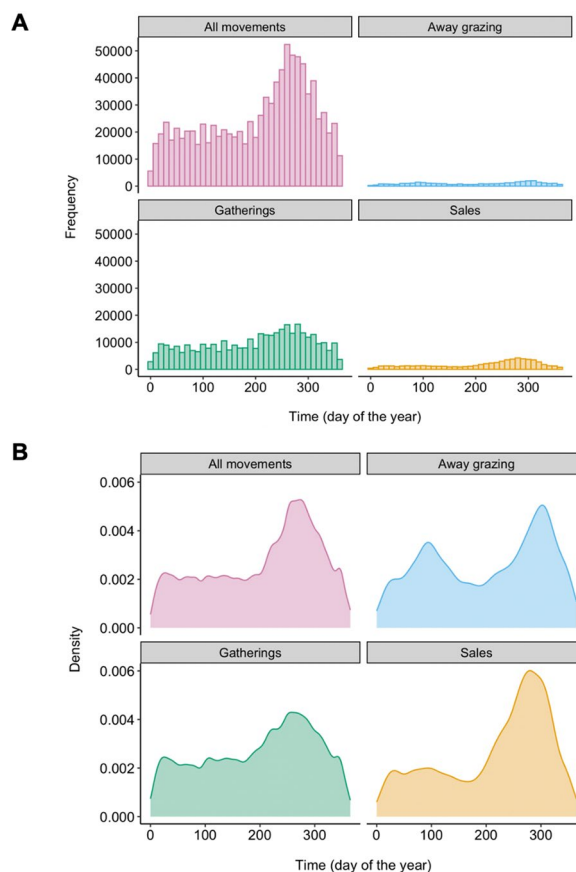 A
All movements
Away grazing
50000
40000
30000
20000
10000
0
Gatherings
Sales
50000
40000
30000
20000
10000
0
0 100 200 300
0 100 200 300
Frequency
Time (day of the year)
B
All movements
Away grazing
0.006
0.004
0.002
0.000
Gatherings
Sales
0.006
0.004
0.002
0.000
0 100 200 300
0 100 200 300
Density
Time (day of the year)